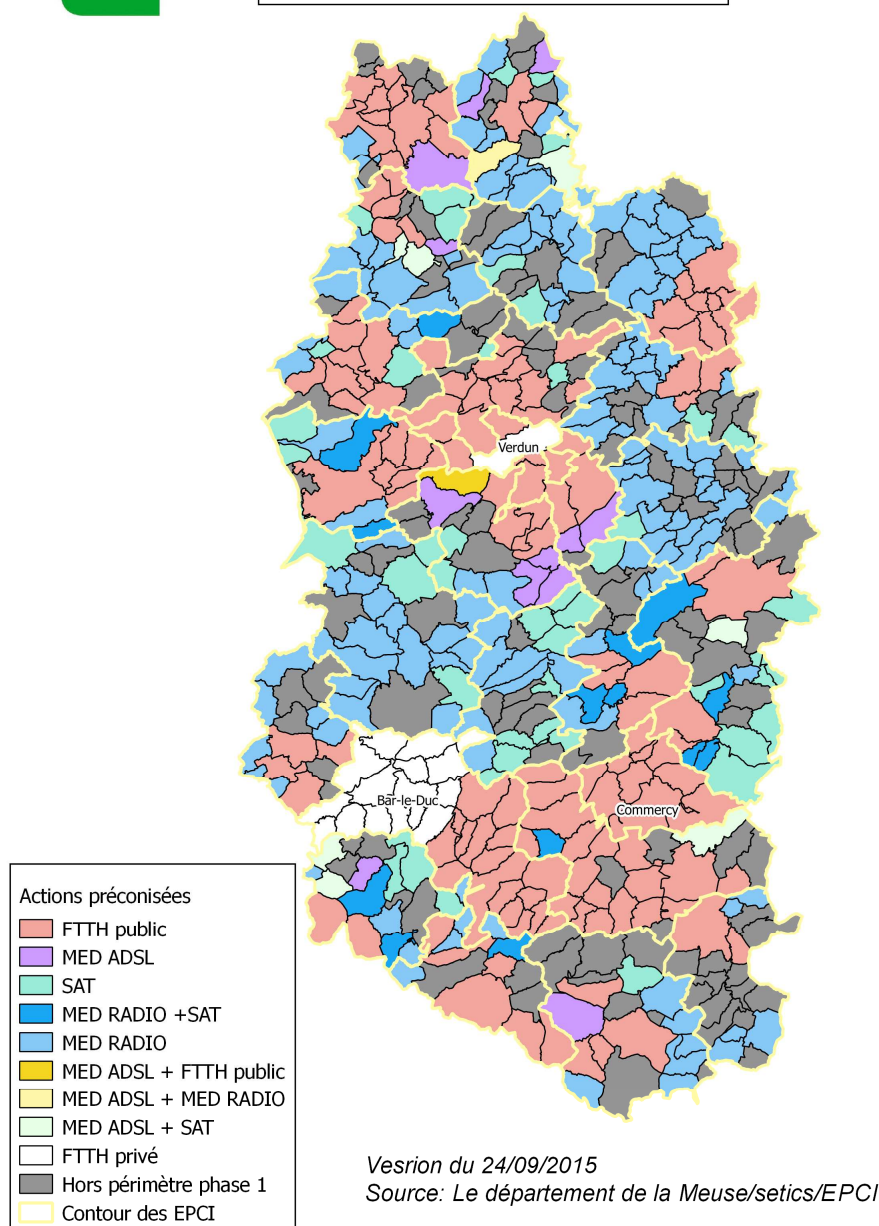 Verdun
Bar-le-Duc
Commercy
Actions préconisées
FTTH public
MED ADSL
SAT
MED RADIO +SAT
MED RADIO
MED ADSL + FTTH public
MED ADSL + MED RADIO
MED ADSL + SAT
FTTH privé
Hors périmètre phase 1
Contour des EPCI
Vesrion du 24/09/2015
Source: Le département de la Meuse/setics/EPCI